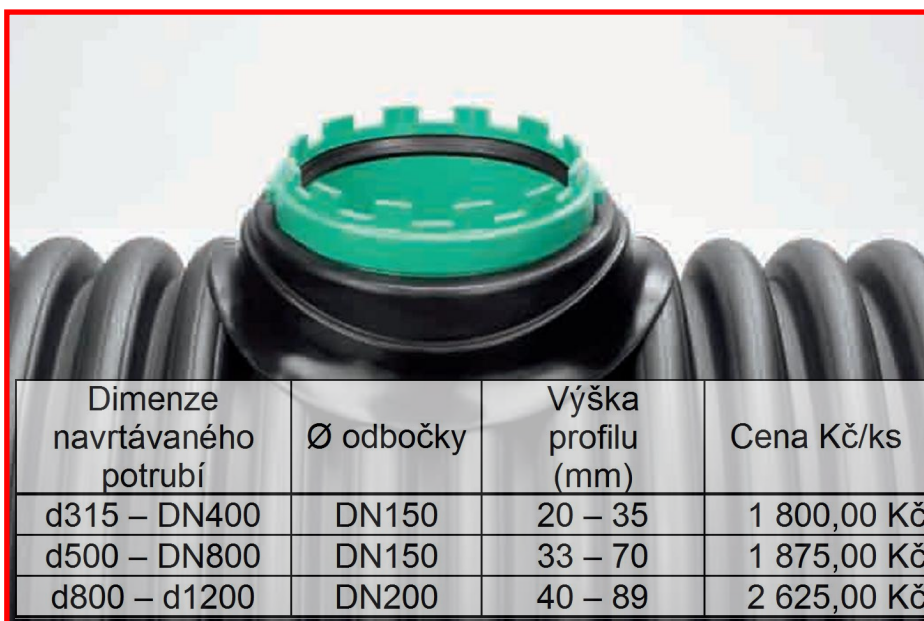 Dimenze navrtávaného potrubí Ø odbočky Výška profilu (mm) Cena Kč/ks
d315 – DN400 DN150 20 – 35 1 800,00 Kč
d500 – DN800 DN150 33 – 70 1 875,00 Kč
d800 – d1200 DN200 40 – 89 2 625,00 Kč